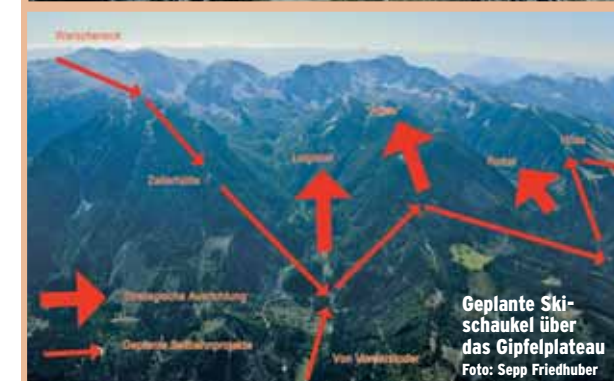 Warscheneck
Zellerhütte
Loigistal
Rottal
Höss
Strategische Ausrichtung
Geplante Seilbahnprojekte
Von Vorderstoder
Geplante Ski-
schaukel über
das Gipfelplateau
Foto: Sepp Friedhuber